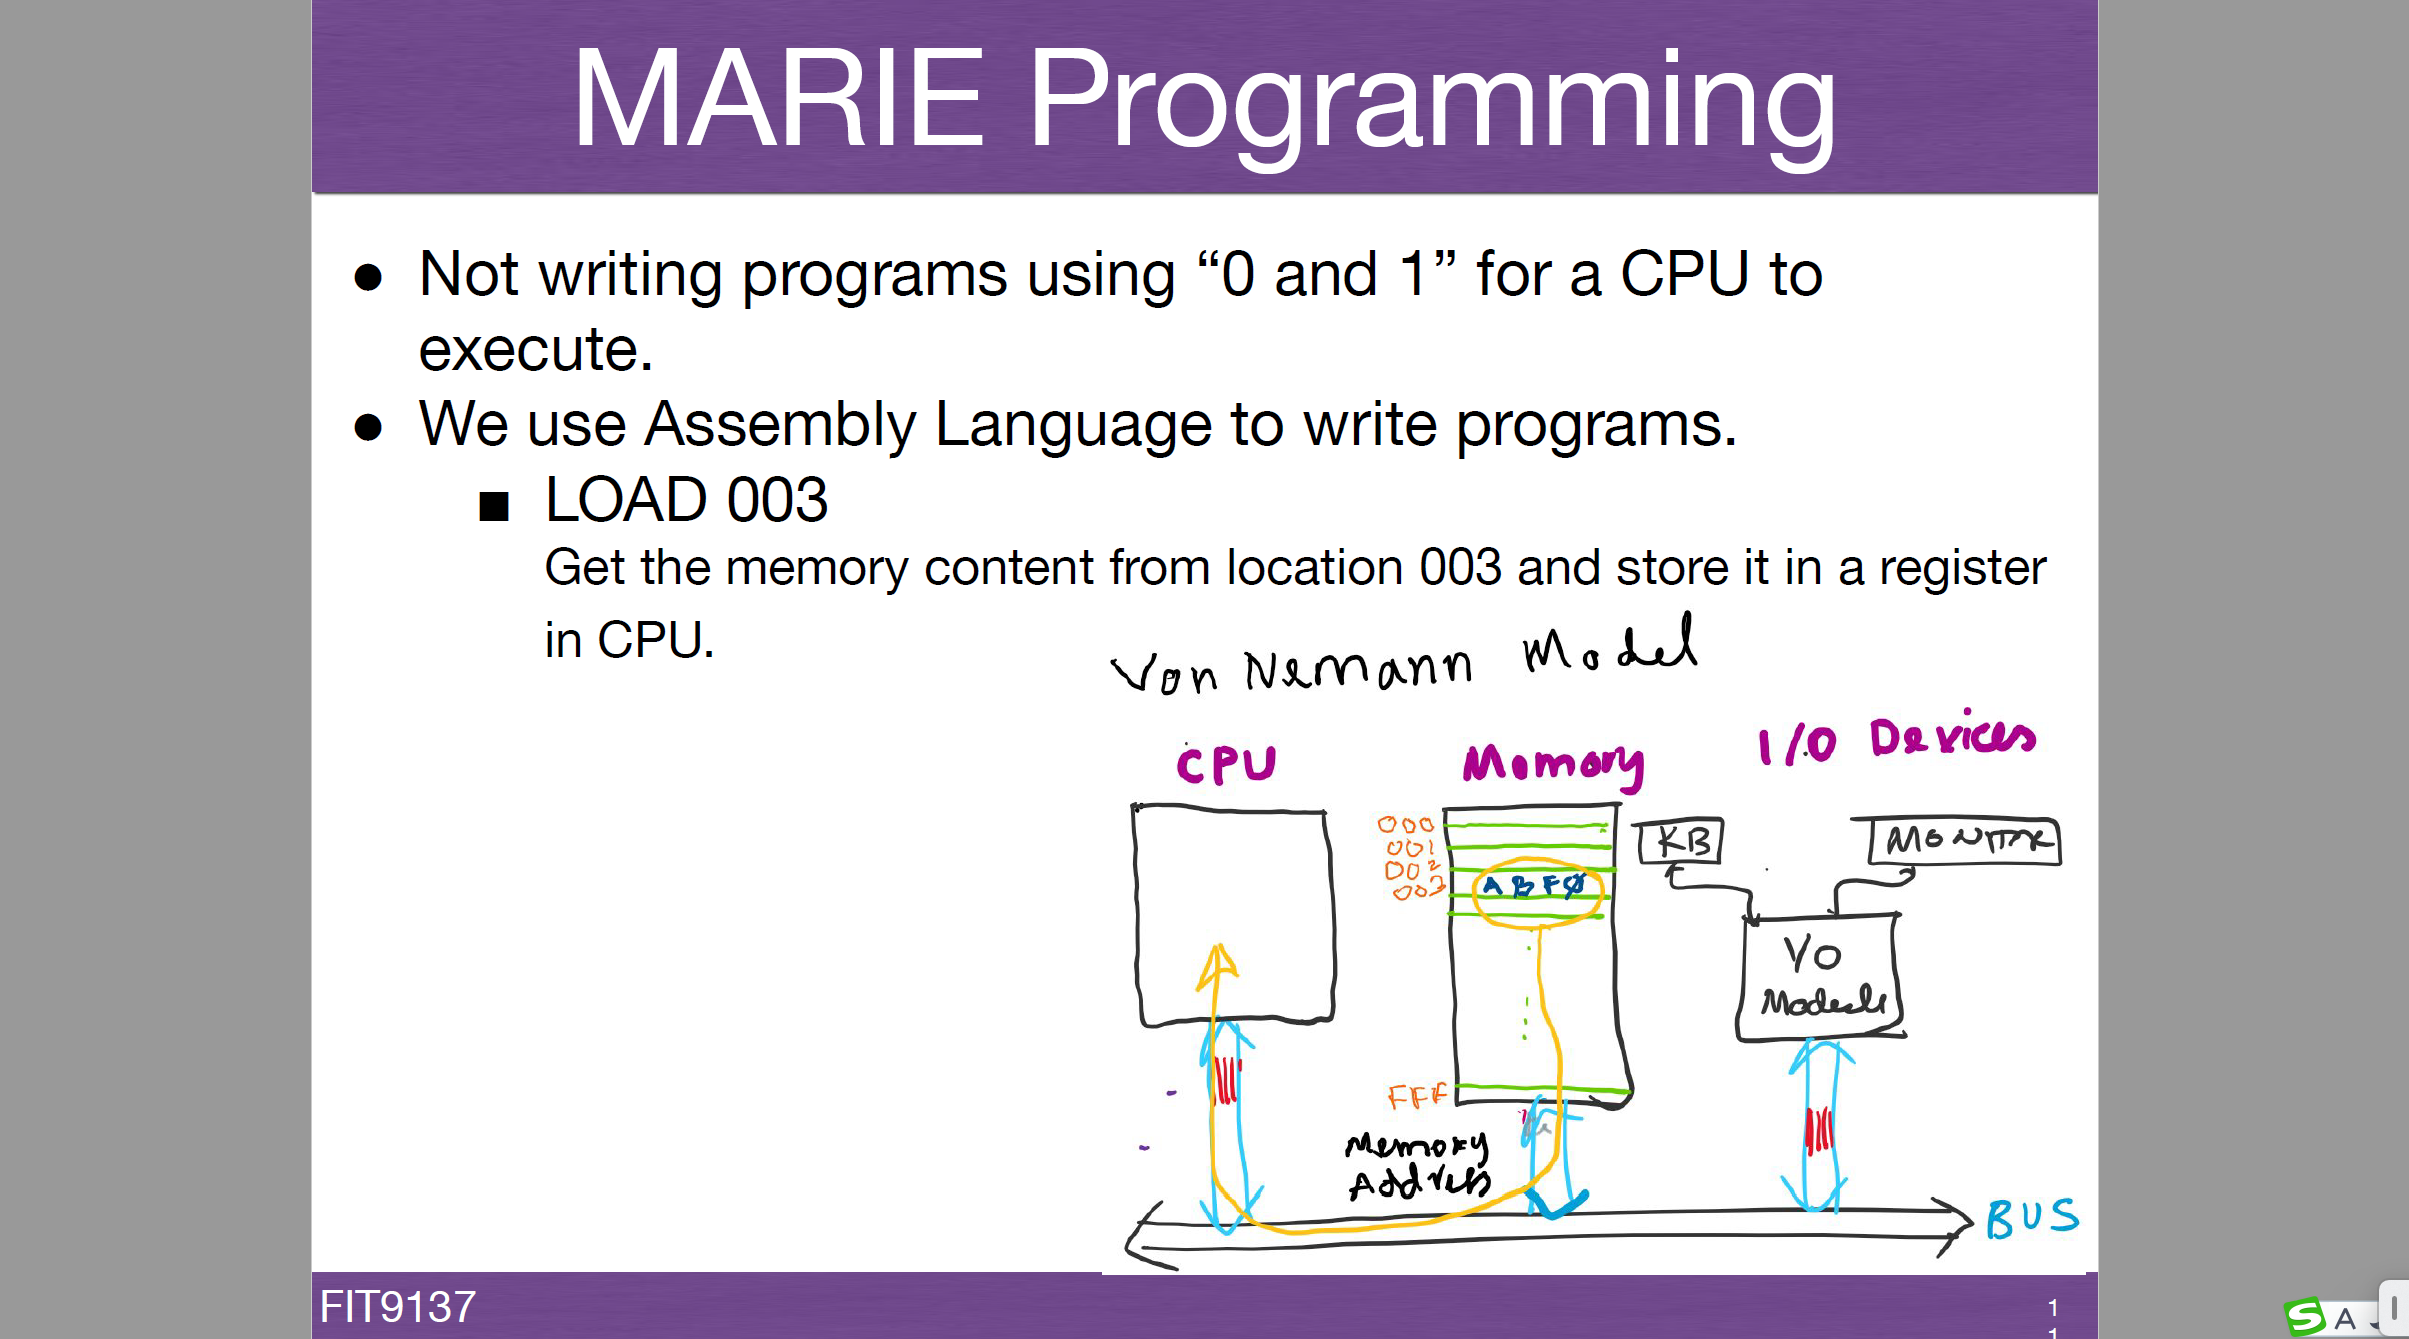 MARIE Programming
● Not writing programs using “0 and 1” for a CPU to
execute.
● We use Assembly Language to write programs.
■ LOAD 003
Get the memory content from location 003 and store it in a register
in CPU.
Von Nemann Model
CPU Memory I/O Devices
000
001
002
003
ABF0
KB
MONITOR
I/O
Module
FFF
Memory
Address
BUS
FIT9137
1
1
S A